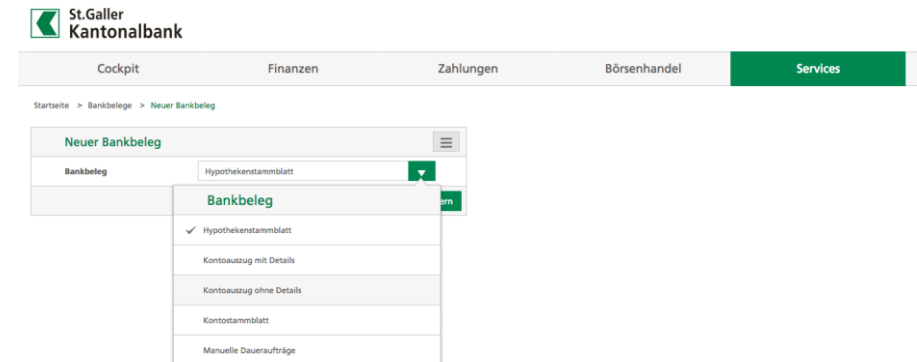 St.Galler
Kantonalbank
Cockpit Finanzen Zahlungen Börsenhandel Services
Startseite > Bankbelege > Neuer Bankbeleg
Neuer Bankbeleg
Bankbeleg Hypothekenstammblatt
ern
Bankbeleg
Hypothekenstammblatt
Kontoauszug mit Details
Kontoauszug ohne Details
Kontostammblatt
Manuelle Daueraufträge